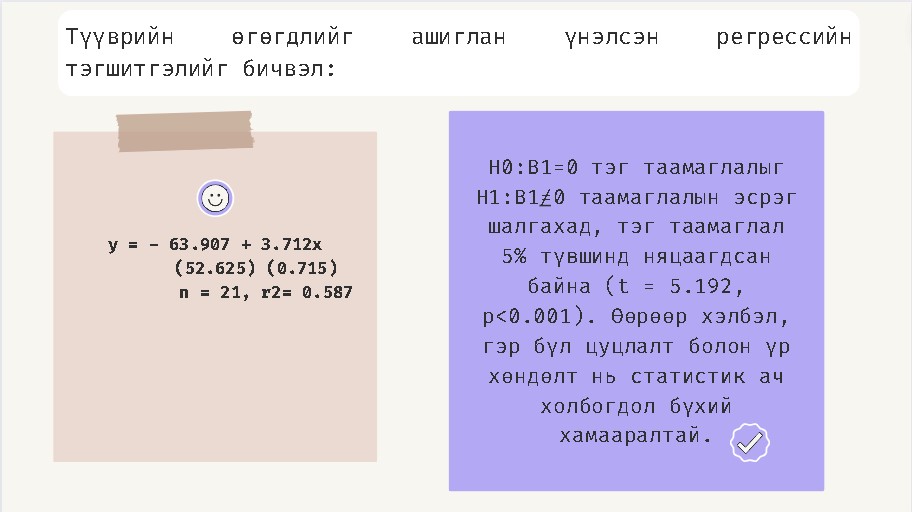 Түүврийн өгөгдлийг ашиглан үнэлсэн регрессийн
тэгшитгэлийг бичвэл:
y = - 63.907 + 3.712x
(52.625) (0.715)
n = 21, r2= 0.587
H0:B1=0 тэг таамаглалыг
H1:B1≠0 таамаглалын эсрэг
шалгахад, тэг таамаглал
5% түвшинд няцаагдсан
байна (t = 5.192,
p<0.001). Өөрөөр хэлбэл,
гэр бүл цуцлалт болон үр
хөндөлт нь статистик ач
холбогдол бүхий
хамааралтай.